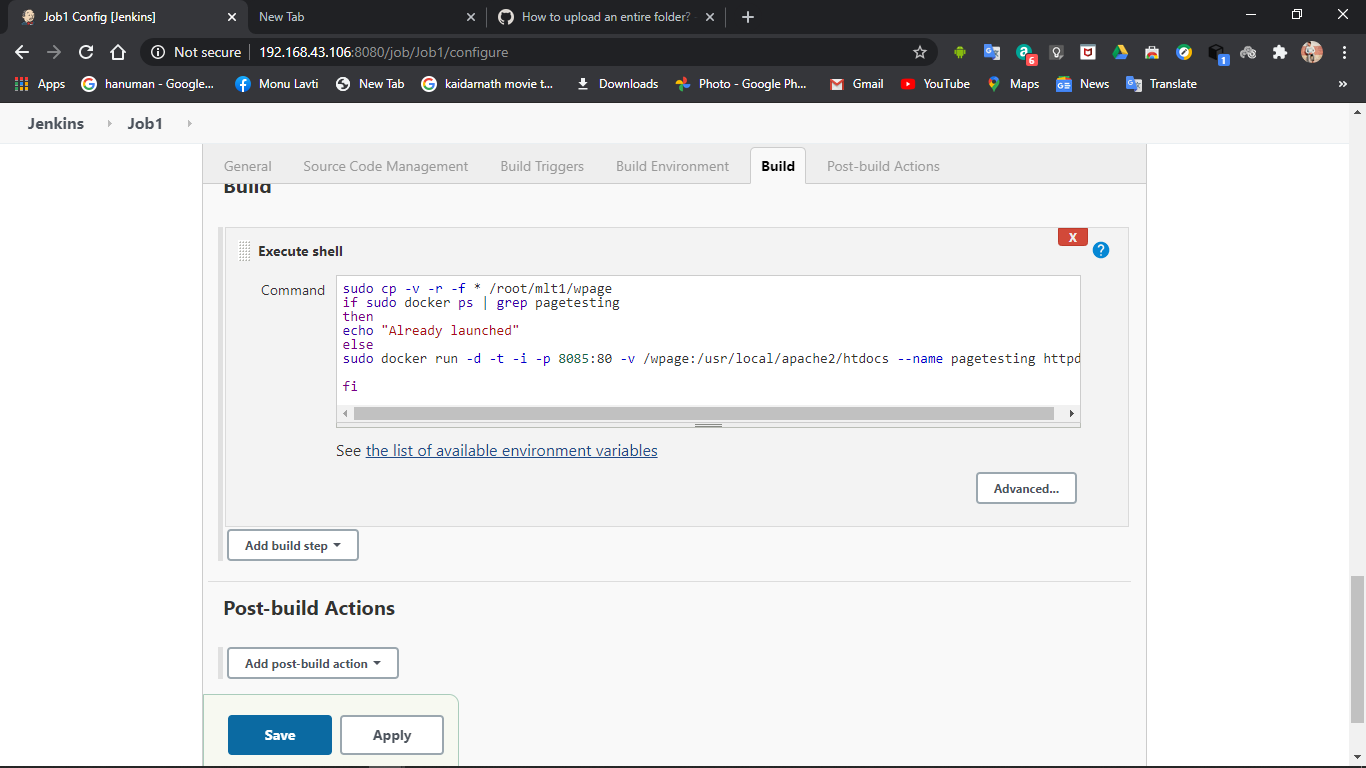 Job1 Config [Jenkins]
New Tab
How to upload an entire folder?
Not secure
192.168.43.106:8080/job/Job1/configure
6
1
Apps
hanuman - Google...
Monu Lavti
New Tab
kaidarnath movie t...
Downloads
Photo - Google Ph...
Gmail
YouTube
Maps
News
Translate
»
Jenkins
Job1
General
Source Code Management
Build Triggers
Build Environment
Build
Post-build Actions
Build
Execute shell
X
?
Command
sudo cp -v -r -f * /root/mlt1/wpage
if sudo docker ps | grep pagetesting
then
echo "Already launched"
else
sudo docker run -d -t -i -p 8085:80 -v /wpage:/usr/local/apache2/htdocs --name pagetesting httpd
fi
See the list of available environment variables
Advanced...
Add build step
Post-build Actions
Add post-build action
Save
Apply